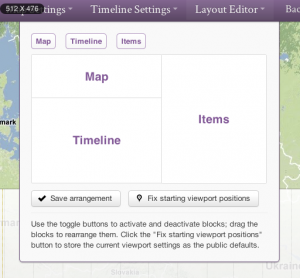 512 X 476
ettings
Timeline Settings
Layout Editor
Bac
Map
Timeline
Items
Map
Timeline
Items
mark
Save arrangement
Fix starting viewport positions
Use the toggle buttons to activate and deactivate blocks; drag the
blocks to rearrange them. Click the "Fix starting viewport positions"
button to store the current viewport settings as the public defaults.
Ukraine